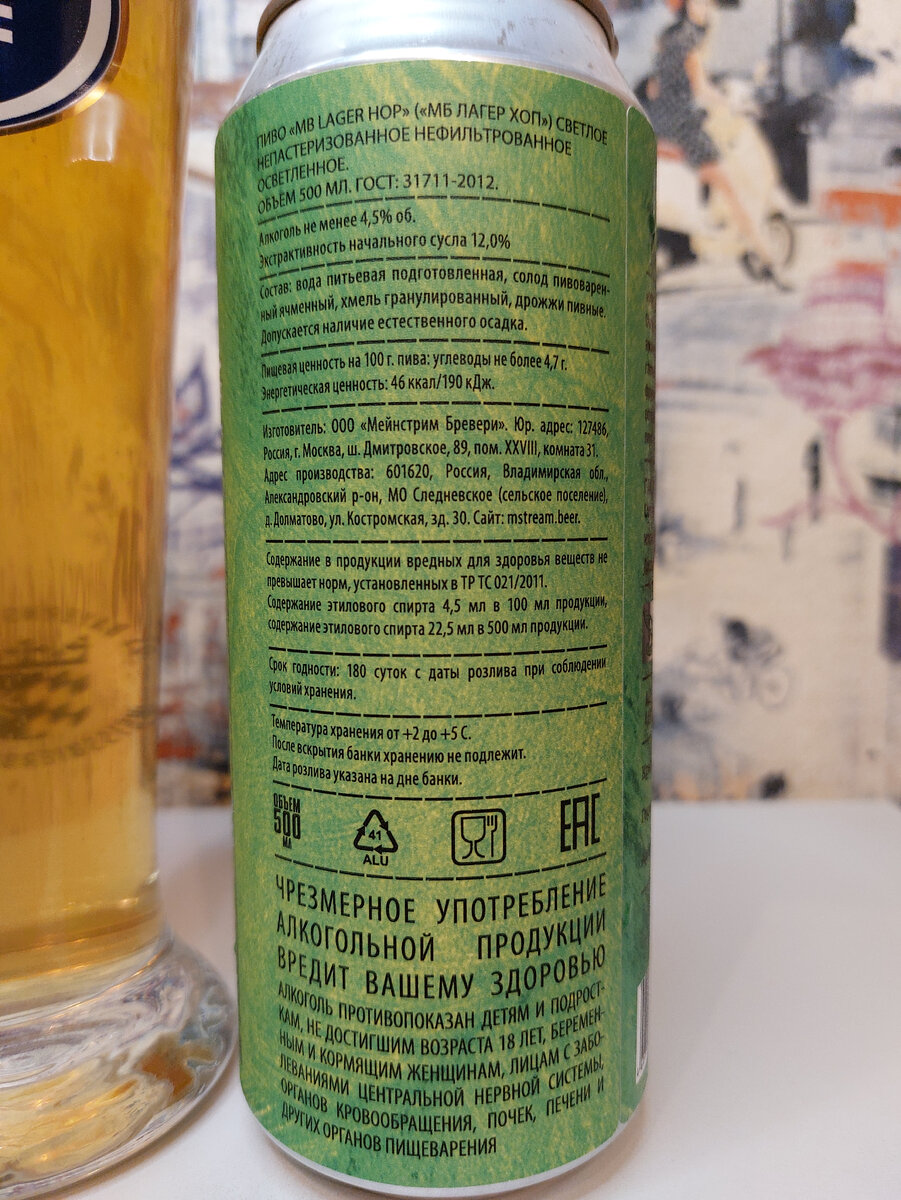 ПИВО «MB LAGER HOP» («МБ ЛАГЕР ХОП») СВЕТЛОЕ
НЕПАСТЕРИЗОВАННОЕ НЕФИЛЬТРОВАННОЕ
ОСВЕТЛЕННОЕ.
ОБЪЁМ 500 МЛ. ГОСТ: 31711-2012.
Алкоголь не менее 4,5% об.
Экстрактивность начального сусла 12,0%
Состав: вода питьевая подготовленная, солод пивоварен-
ный ячменный, хмель гранулированный, дрожжи пивные.
Допускается наличие естественного осадка.
Пищевая ценность на 100 г. пива: углеводы не более 4,7 г.
Энергетическая ценность: 46 ккал/190 кДж.
Изготовитель: ООО «Мейнстрим Бревери». Юр. адрес: 127486,
Россия, г. Москва, ш. Дмитровское, 89, пом. XXVIII, комната 31.
Адрес производства: 601620, Россия, Владимирская обл.,
Александровский р-он, МО Следневское (сельское поселение),
д. Долматово, ул. Костромская, зд. 30. Сайт: mstream.beer.
Содержание в продукции вредных для здоровья веществ не
превышает норм, установленных в ТР ТС 021/2011.
Содержание этилового спирта 4,5 мл в 100 мл продукции,
содержание этилового спирта 22,5 мл в 500 мл продукции.
Срок годности: 180 суток с даты розлива при соблюдении
условий хранения.
Температура хранения от +2 до +5 С.
После вскрытия банки хранению не подлежит.
Дата розлива указана на дне банки.
ОБЪЕМ
500
МЛ
41
ALU
EAC
ЧРЕЗМЕРНОЕ УПОТРЕБЛЕНИЕ
АЛКОГОЛЬНОЙ ПРОДУКЦИИ
ВРЕДИТ ВАШЕМУ ЗДОРОВЬЮ
АЛКОГОЛЬ ПРОТИВОПОКАЗАН ДЕТЯМ И ПОДРОСТ-
КАМ, НЕ ДОСТИГШИМ ВОЗРАСТА 18 ЛЕТ, БЕРЕМЕН-
НЫМ И КОРМЯЩИМ ЖЕНЩИНАМ, ЛИЦАМ С ЗАБО-
ЛЕВАНИЯМИ ЦЕНТРАЛЬНОЙ НЕРВНОЙ СИСТЕМЫ,
ОРГАНОВ КРОВООБРАЩЕНИЯ, ПОЧЕК, ПЕЧЕНИ И
ДРУГИХ ОРГАНОВ ПИЩЕВАРЕНИЯ